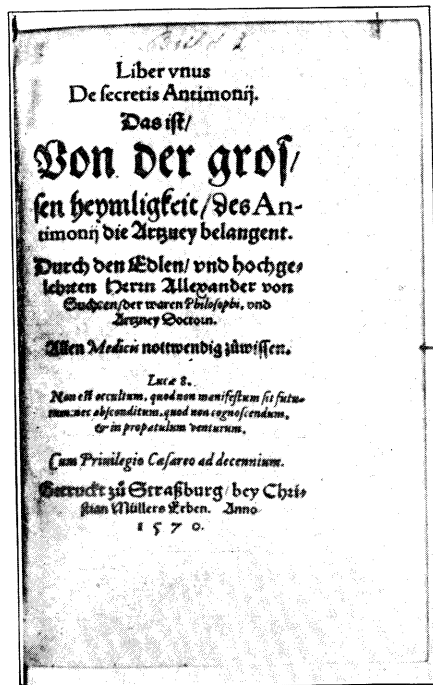 Liber vnus
De secretis Antimonij.
Das ist/
Von der gros/
sen heymligkeit/des An-
timonij die Artzney belangent.
Durch den Edlen/ vnd hochge-
lehrten Herrn Allexander von
Suchten/der waren Philosophi, vnd
Artzney Doctorn.
Allen Medicis nottwendig zůwissen.
Lucæ 8.
Non est occultum, quod non manifestum fit futu-
rum: nec absconditum, quod non cognoscendum,
& in propatulum venturum.
Cum Priuilegio Cæsareo ad decennium.
Getruckt zů Straßburg/ bey Chri-
stian Müllers Erben. Anno
1570.